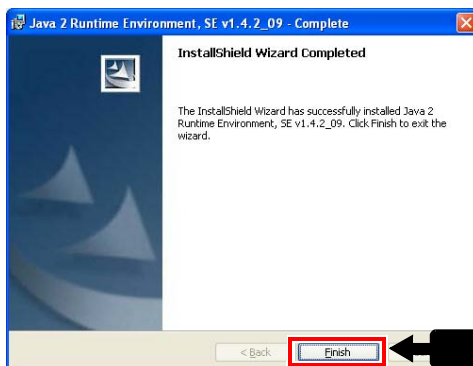 Java 2 Runtime Environment, SE v1.4.2_09 - Complete
InstallShield Wizard Completed
The InstallShield Wizard has successfully installed Java 2
Runtime Environment, SE v1.4.2_09. Click Finish to exit the
wizard.
< Back
Finish